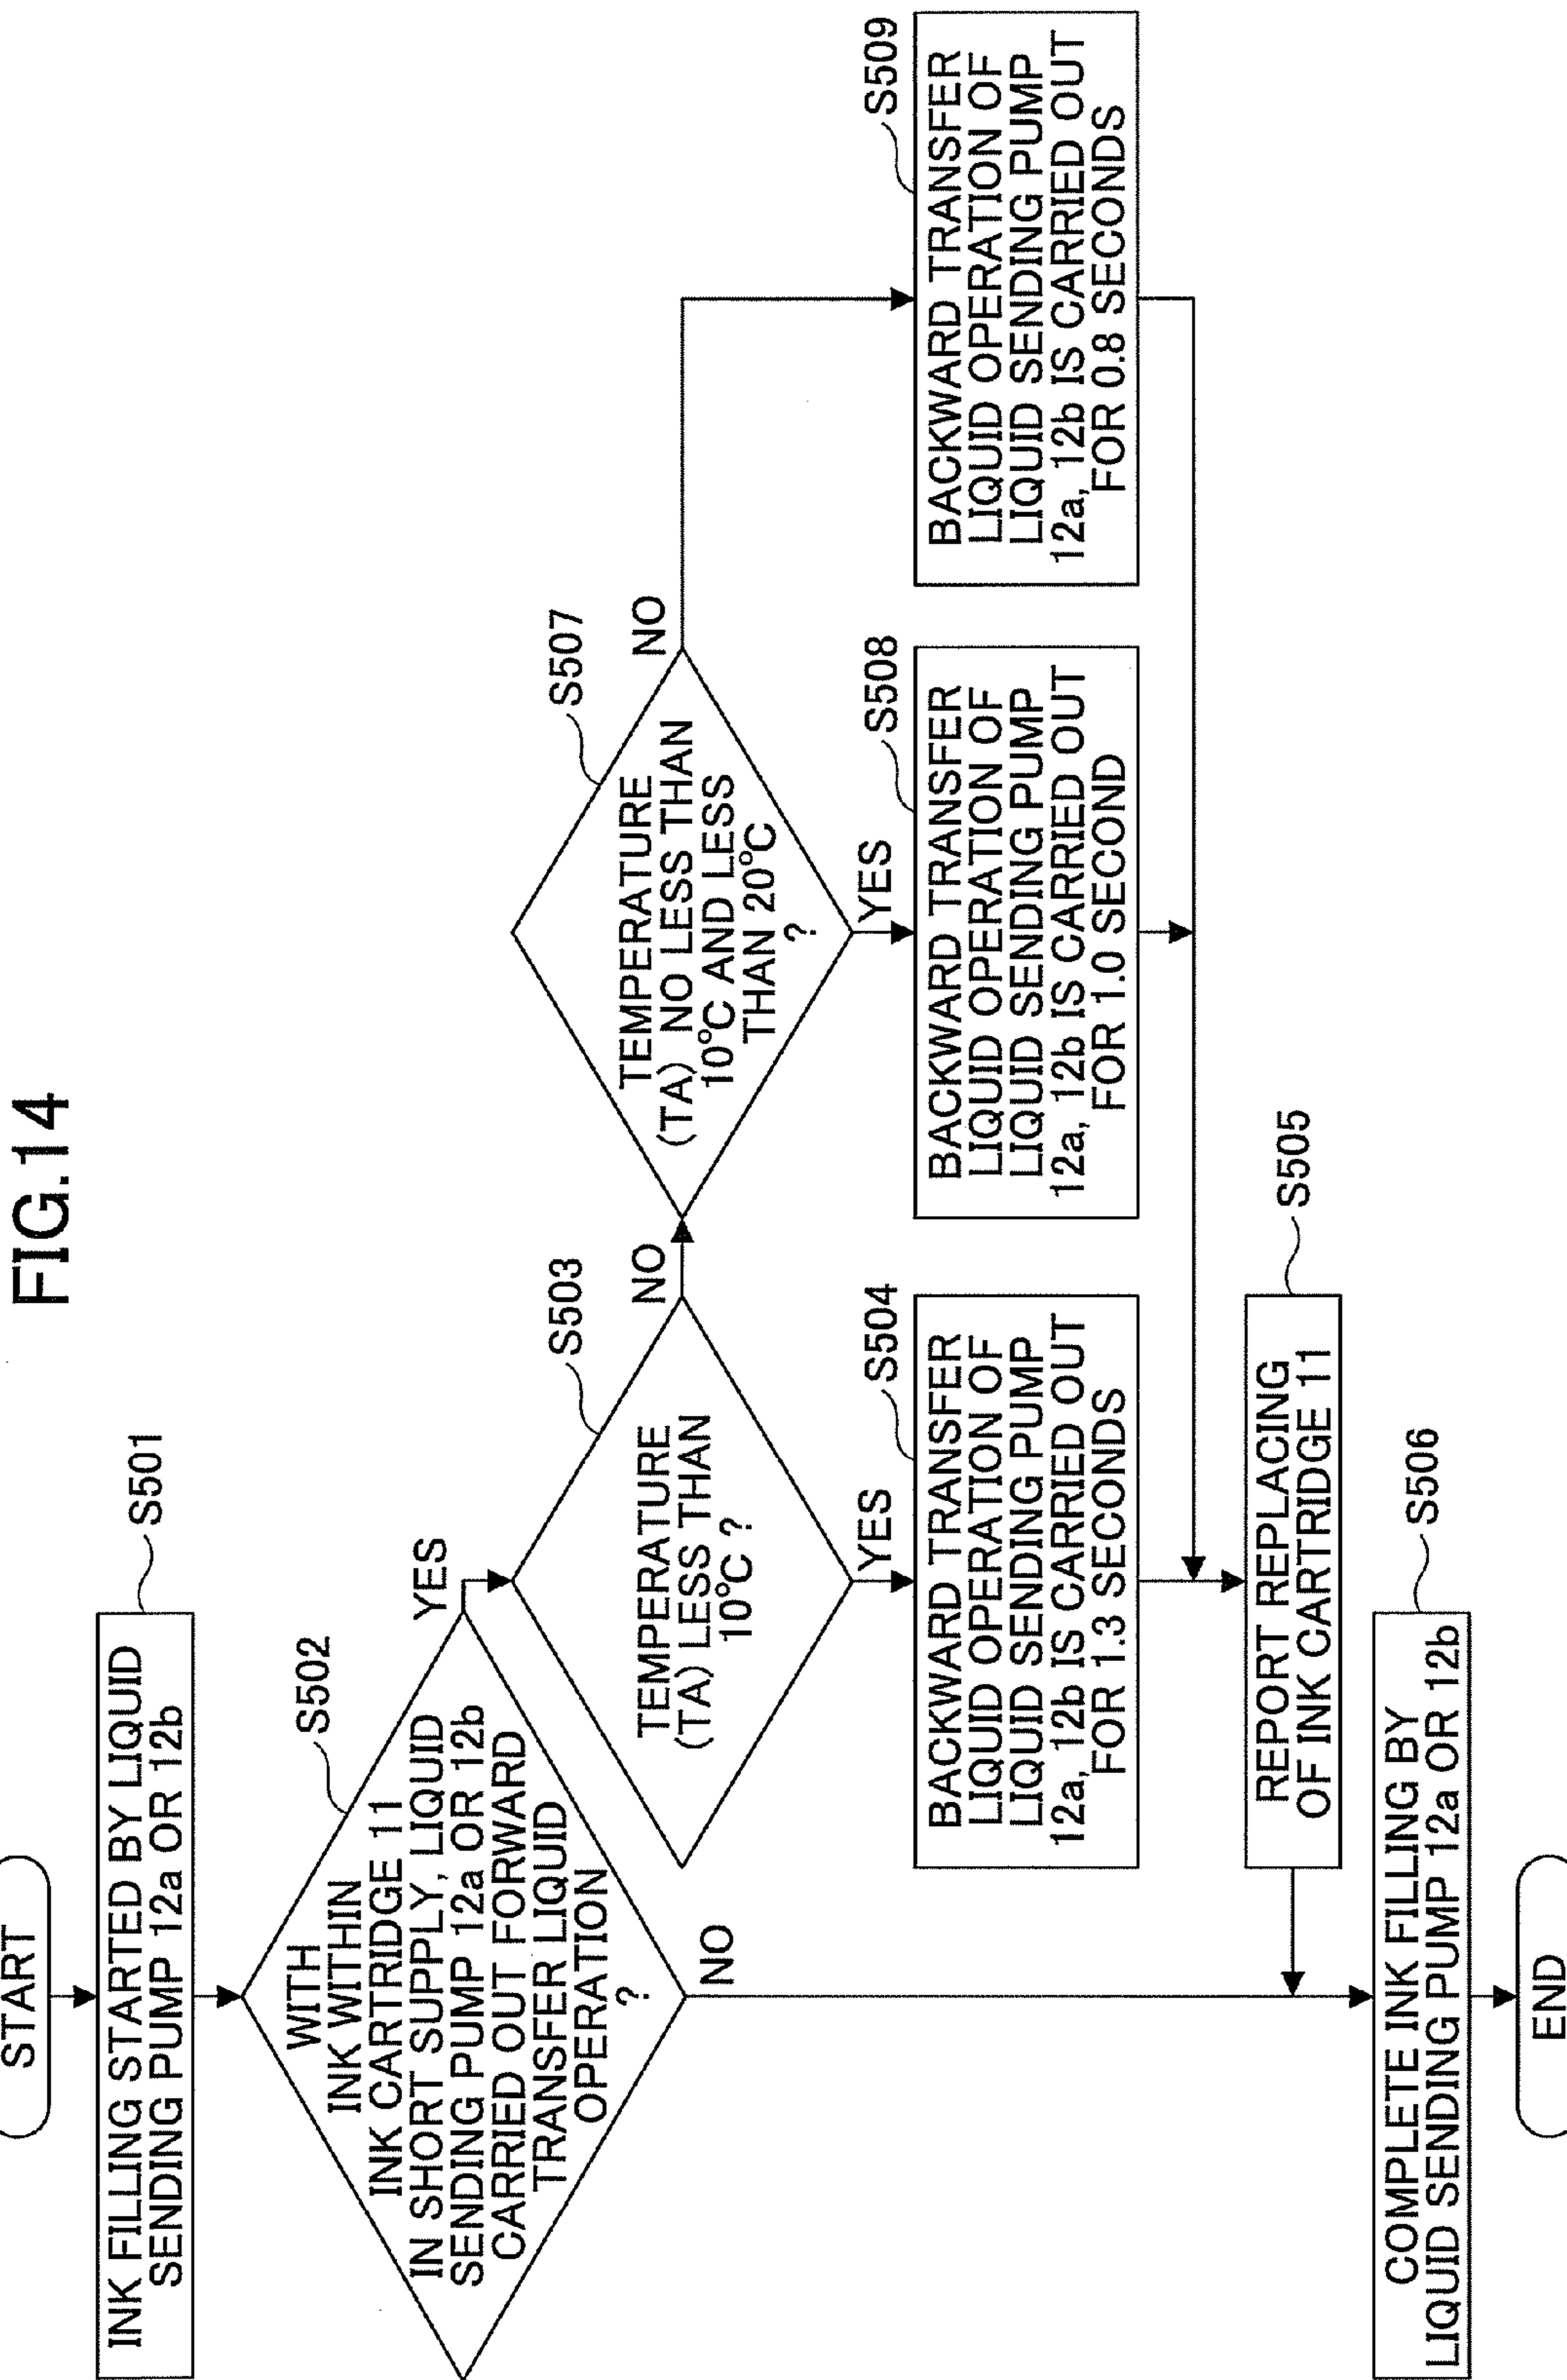 FIG.14
START
INK FILLING STARTED BY LIQUID
SENDING PUMP 12a OR 12b
S501
WITH
INK WITHIN
INK CARTRIDGE 11
IN SHORT SUPPLY, LIQUID
SENDING PUMP 12a OR 12b
CARRIED OUT FORWARD
TRANSFER LIQUID
OPERATION
?
S502
YES
NO
TEMPERATURE
(TA) LESS THAN
10°C ?
S503
NO
YES
TEMPERATURE
(TA) NO LESS THAN
10°C AND LESS
THAN 20°C
?
S507
NO
YES
BACKWARD TRANSFER
LIQUID OPERATION OF
LIQUID SENDING PUMP
12a, 12b IS CARRIED OUT
FOR 1.3 SECONDS
S504
BACKWARD TRANSFER
LIQUID OPERATION OF
LIQUID SENDING PUMP
12a, 12b IS CARRIED OUT
FOR 1.0 SECOND
S508
BACKWARD TRANSFER
LIQUID OPERATION OF
LIQUID SENDING PUMP
12a, 12b IS CARRIED OUT
FOR 0.8 SECONDS
S509
REPORT REPLACING
OF INK CARTRIDGE 11
S505
COMPLETE INK FILLING BY
LIQUID SENDING PUMP 12a OR 12b
S506
END